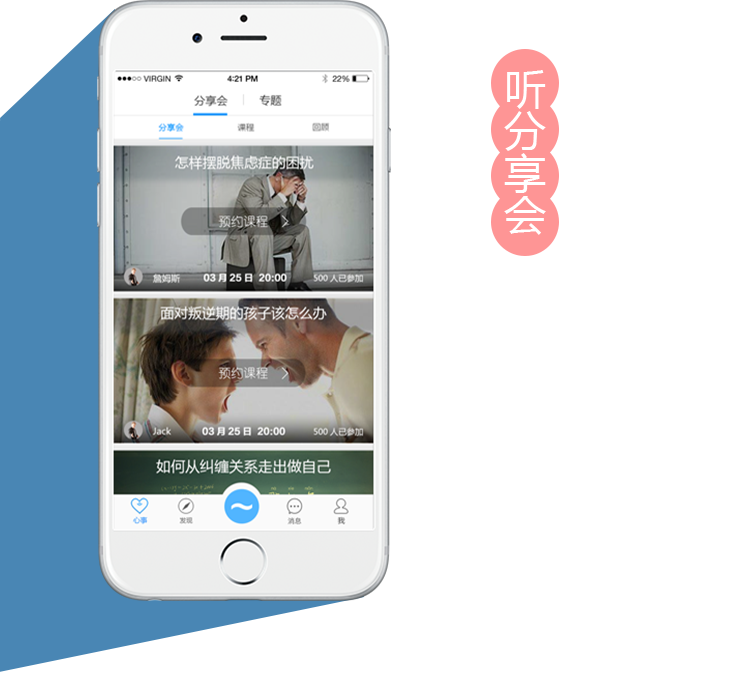 VIRGIN 4:21 PM 22%
分享会 专题
分享会 课程 回顾
怎样摆脱焦虑症的困扰
预约课程
詹姆斯 03 月 25 日 20:00 500 人已参加
面对叛逆期的孩子该怎么办
预约课程
Jack 03 月 25 日 20:00 500 人已参加
如何从纠缠关系走出做自己
心事 发现 消息 我
听分享会